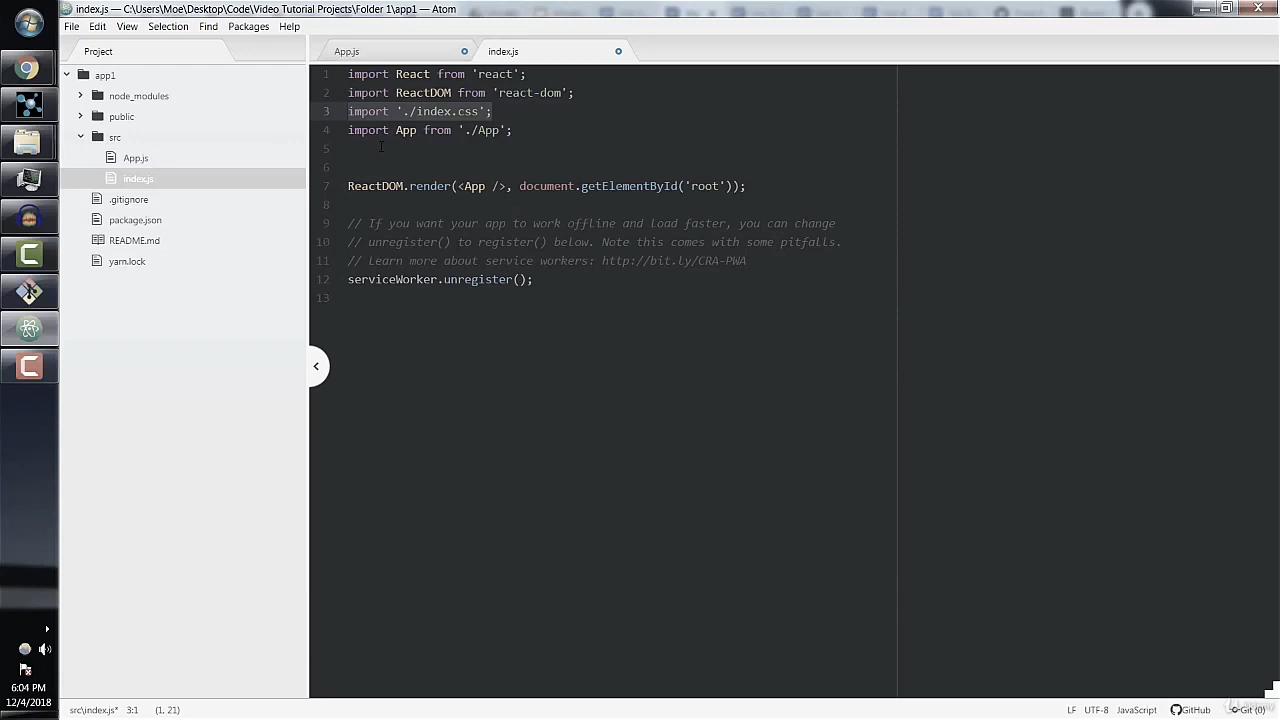 index.js — C:\Users\Moe\Desktop\Code\Video Tutorial Projects\Folder 1\app1 — Atom
File Edit View Selection Find Packages Help
Project
App.js
index.js
app1
node_modules
public
src
App.js
index.js
.gitignore
package.json
README.md
yarn.lock
1 import React from 'react';
2 import ReactDOM from 'react-dom';
3 import './index.css';
4 import App from './App';
5
6
7 ReactDOM.render(<App />, document.getElementById('root'));
8
9 // If you want your app to work offline and load faster, you can change
10 // unregister() to register() below. Note this comes with some pitfalls.
11 // Learn more about service workers: http://bit.ly/CRA-PWA
12 serviceWorker.unregister();
13
6:04 PM
12/4/2018
src\index.js* 3:1 (1, 21)
LF UTF-8 JavaScript GitHub Git (0)